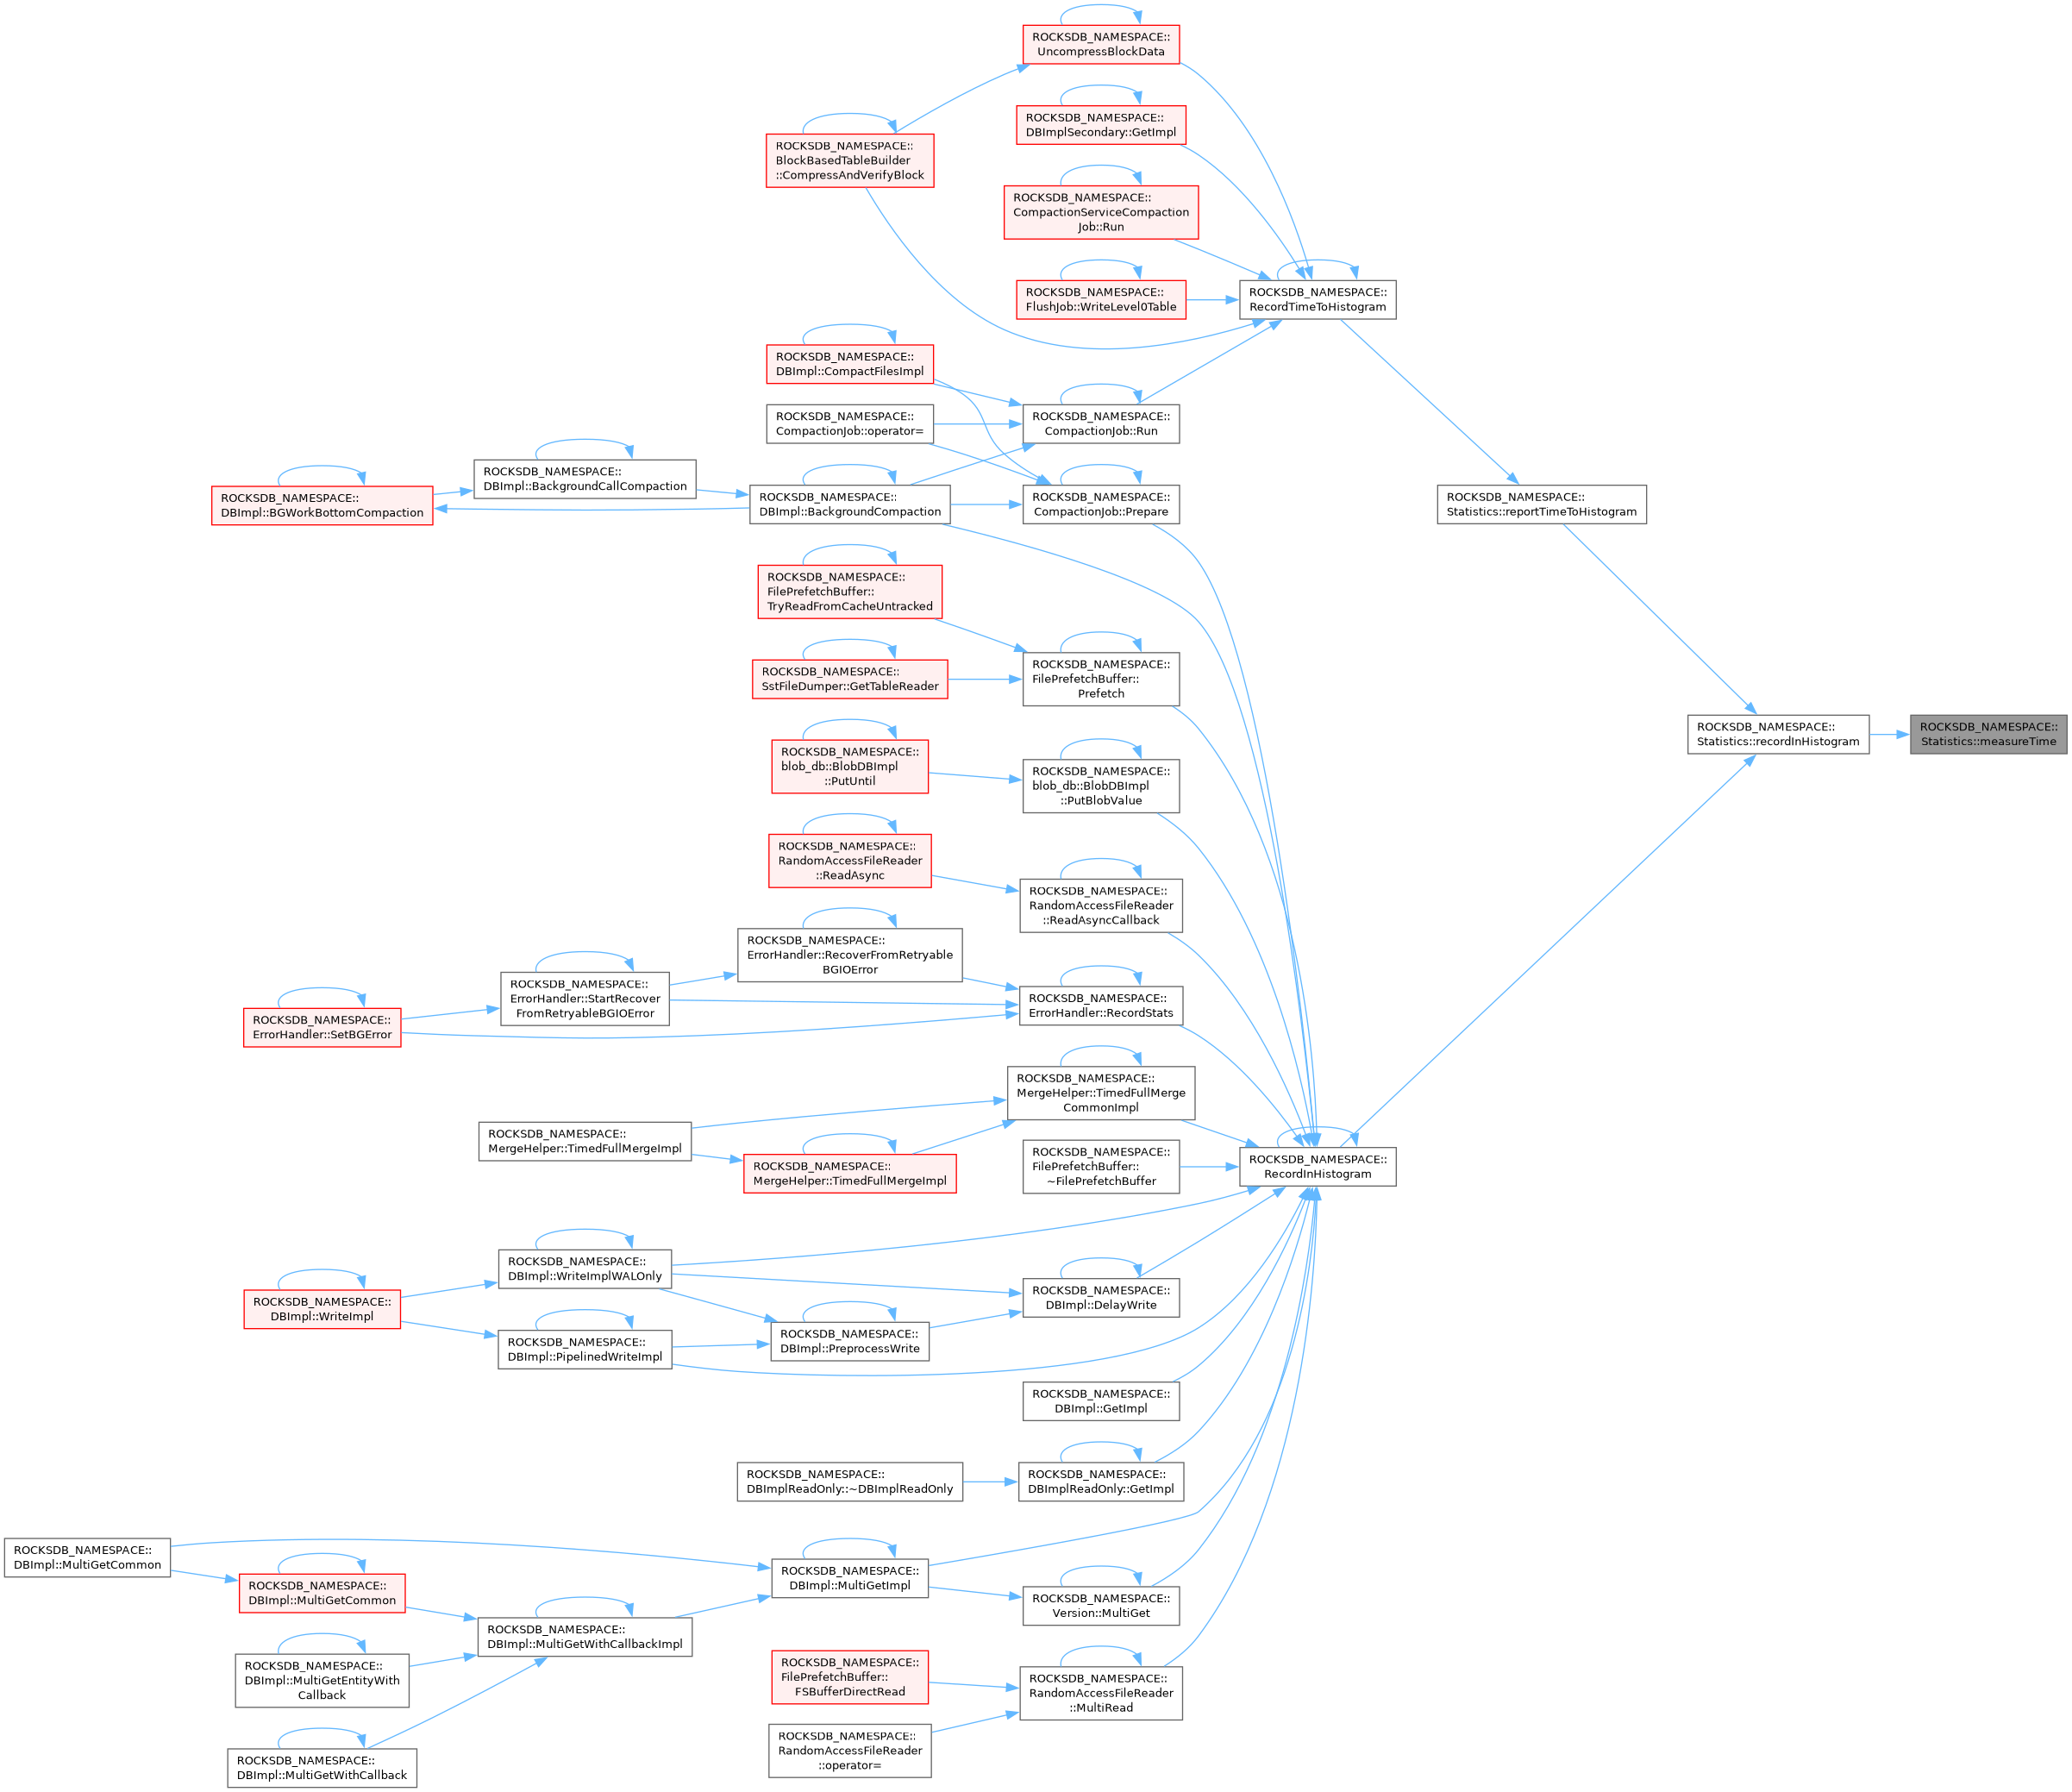 ROCKSDB_NAMESPACE::
UncompressBlockData
ROCKSDB_NAMESPACE::
DBImplSecondary::GetImpl
ROCKSDB_NAMESPACE::
BlockBasedTableBuilder
::CompressAndVerifyBlock
ROCKSDB_NAMESPACE::
CompactionServiceCompaction
Job::Run
ROCKSDB_NAMESPACE::
FlushJob::WriteLevel0Table
ROCKSDB_NAMESPACE::
RecordTimeToHistogram
ROCKSDB_NAMESPACE::
DBImpl::CompactFilesImpl
ROCKSDB_NAMESPACE::
CompactionJob::operator=
ROCKSDB_NAMESPACE::
CompactionJob::Run
ROCKSDB_NAMESPACE::
DBImpl::BackgroundCallCompaction
ROCKSDB_NAMESPACE::
DBImpl::BGWorkBottomCompaction
ROCKSDB_NAMESPACE::
DBImpl::BackgroundCompaction
ROCKSDB_NAMESPACE::
CompactionJob::Prepare
ROCKSDB_NAMESPACE::
Statistics::reportTimeToHistogram
ROCKSDB_NAMESPACE::
FilePrefetchBuffer::
TryReadFromCacheUntracked
ROCKSDB_NAMESPACE::
SstFileDumper::GetTableReader
ROCKSDB_NAMESPACE::
FilePrefetchBuffer::
Prefetch
ROCKSDB_NAMESPACE::
Statistics::recordInHistogram
ROCKSDB_NAMESPACE::
Statistics::measureTime
ROCKSDB_NAMESPACE::
blob_db::BlobDBImpl
::PutUntil
ROCKSDB_NAMESPACE::
blob_db::BlobDBImpl
::PutBlobValue
ROCKSDB_NAMESPACE::
RandomAccessFileReader
::ReadAsync
ROCKSDB_NAMESPACE::
RandomAccessFileReader
::ReadAsyncCallback
ROCKSDB_NAMESPACE::
ErrorHandler::RecoverFromRetryable
BGIOError
ROCKSDB_NAMESPACE::
ErrorHandler::StartRecover
FromRetryableBGIOError
ROCKSDB_NAMESPACE::
ErrorHandler::SetBGError
ROCKSDB_NAMESPACE::
ErrorHandler::RecordStats
ROCKSDB_NAMESPACE::
MergeHelper::TimedFullMerge
CommonImpl
ROCKSDB_NAMESPACE::
MergeHelper::TimedFullMergeImpl
ROCKSDB_NAMESPACE::
MergeHelper::TimedFullMergeImpl
ROCKSDB_NAMESPACE::
FilePrefetchBuffer::
~FilePrefetchBuffer
ROCKSDB_NAMESPACE::
RecordInHistogram
ROCKSDB_NAMESPACE::
DBImpl::WriteImplWALOnly
ROCKSDB_NAMESPACE::
DBImpl::WriteImpl
ROCKSDB_NAMESPACE::
DBImpl::DelayWrite
ROCKSDB_NAMESPACE::
DBImpl::PipelinedWriteImpl
ROCKSDB_NAMESPACE::
DBImpl::PreprocessWrite
ROCKSDB_NAMESPACE::
DBImpl::GetImpl
ROCKSDB_NAMESPACE::
DBImplReadOnly::~DBImplReadOnly
ROCKSDB_NAMESPACE::
DBImplReadOnly::GetImpl
ROCKSDB_NAMESPACE::
DBImpl::MultiGetCommon
ROCKSDB_NAMESPACE::
DBImpl::MultiGetCommon
ROCKSDB_NAMESPACE::
DBImpl::MultiGetImpl
ROCKSDB_NAMESPACE::
Version::MultiGet
ROCKSDB_NAMESPACE::
DBImpl::MultiGetWithCallbackImpl
ROCKSDB_NAMESPACE::
DBImpl::MultiGetEntityWith
Callback
ROCKSDB_NAMESPACE::
FilePrefetchBuffer::
FSBufferDirectRead
ROCKSDB_NAMESPACE::
RandomAccessFileReader
::MultiRead
ROCKSDB_NAMESPACE::
RandomAccessFileReader
::operator=
ROCKSDB_NAMESPACE::
DBImpl::MultiGetWithCallback